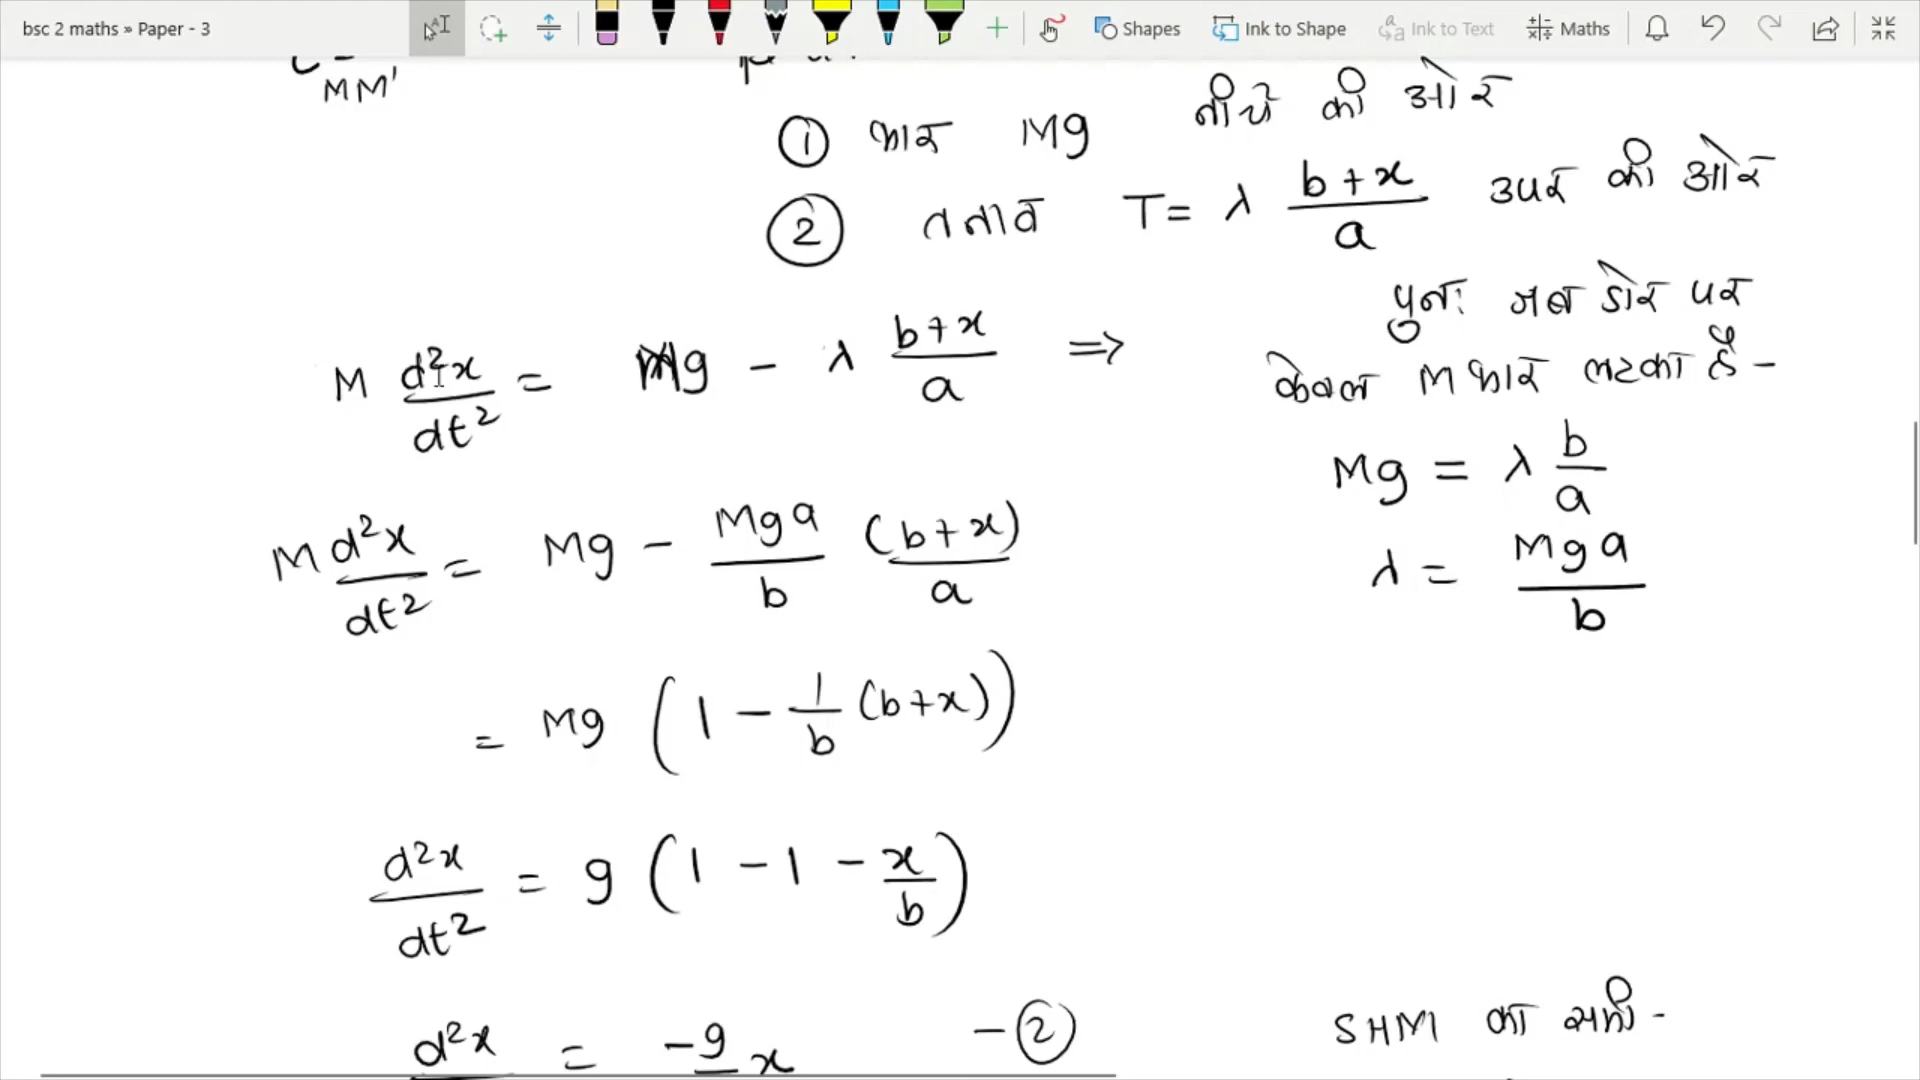 bsc 2 maths » Paper - 3
Shapes
Ink to Shape
Ink to Text
Maths
MM'
① भार Mg नीचे की ओर
② तनाव T = λ (b+x)/a उपर की ओर
पुनः जब डोर पर
केवल M भार लटका है -
M d²x/dt² = Mg - λ (b+x)/a ⇒
Mg = λ b/a
M d²x/dt² = Mg - Mga/b (b+x)/a
λ = Mga/b
= Mg (1 - 1/b (b+x))
d²x/dt² = g (1 - 1 - x/b)
d²x = -g x - ②
SHM का समी -